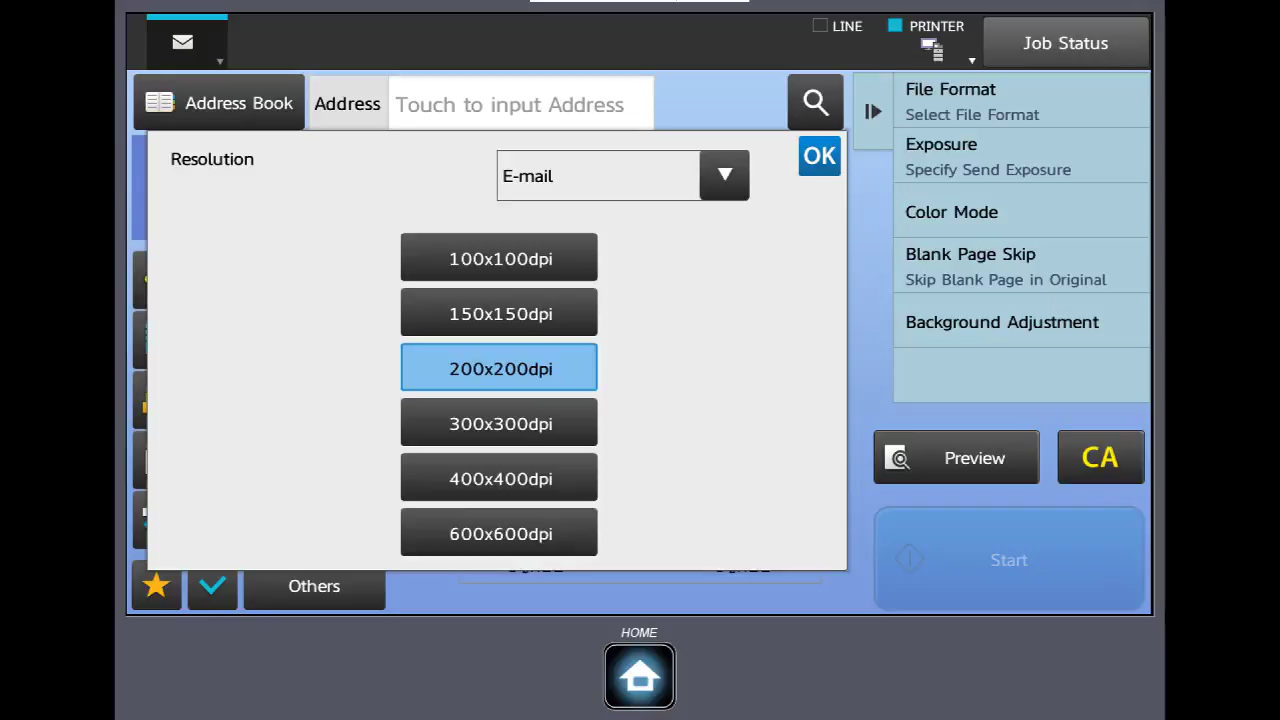 LINE
PRINTER
Job Status
Address Book
Address
Touch to input Address
File Format
Select File Format
Exposure
Specify Send Exposure
Color Mode
Blank Page Skip
Skip Blank Page in Original
Background Adjustment
Resolution
E-mail
OK
100x100dpi
150x150dpi
200x200dpi
300x300dpi
400x400dpi
600x600dpi
Preview
CA
Start
Others
HOME